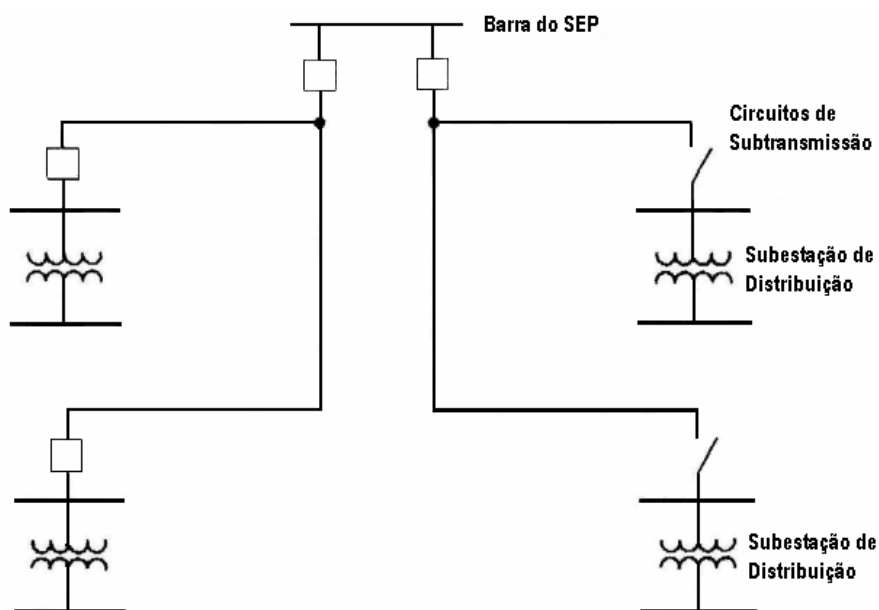 Barra do SEP
Circuitos de
Subtransmissão
Subestação de
Distribuição
Subestação de
Distribuição